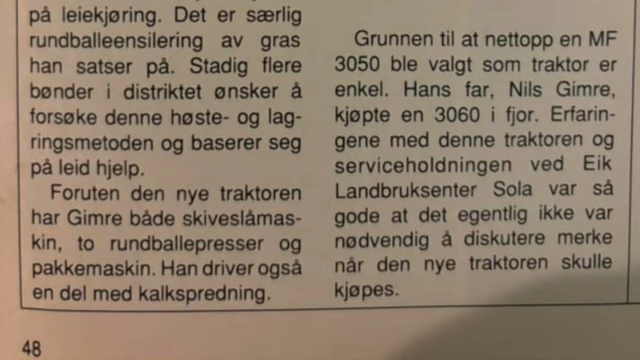 på leiekjøring. Det er særlig
rundballeensilering av gras
han satser på. Stadig flere
bønder i distriktet ønsker å
forsøke denne høste- og lag-
ringsmetoden og baserer seg
på leid hjelp.
Foruten den nye traktoren
har Gimre både skiveslåmas-
kin, to rundballepresser og
pakkemaskin. Han driver også
en del med kalkspredning.
Grunnen til at nettopp en MF
3050 ble valgt som traktor er
enkel. Hans far, Nils Gimre,
kjøpte en 3060 i fjor. Erfarin-
gene med denne traktoren og
serviceholdningen ved Eik
Landbruksenter Sola var så
gode at det egentlig ikke var
nødvendig å diskutere merke
når den nye traktoren skulle
kjøpes.
48